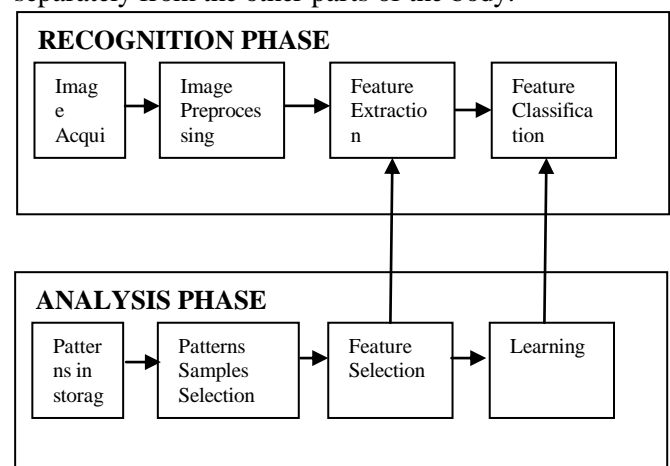 separately from the other parts of the body.
RECOGNITION PHASE
Imag
e
Acqui
Image
Preproces
sing
Feature
Extractio
n
Feature
Classifica
tion
ANALYSIS PHASE
Patter
ns in
storag
Patterns
Samples
Selection
Feature
Selection
Learning